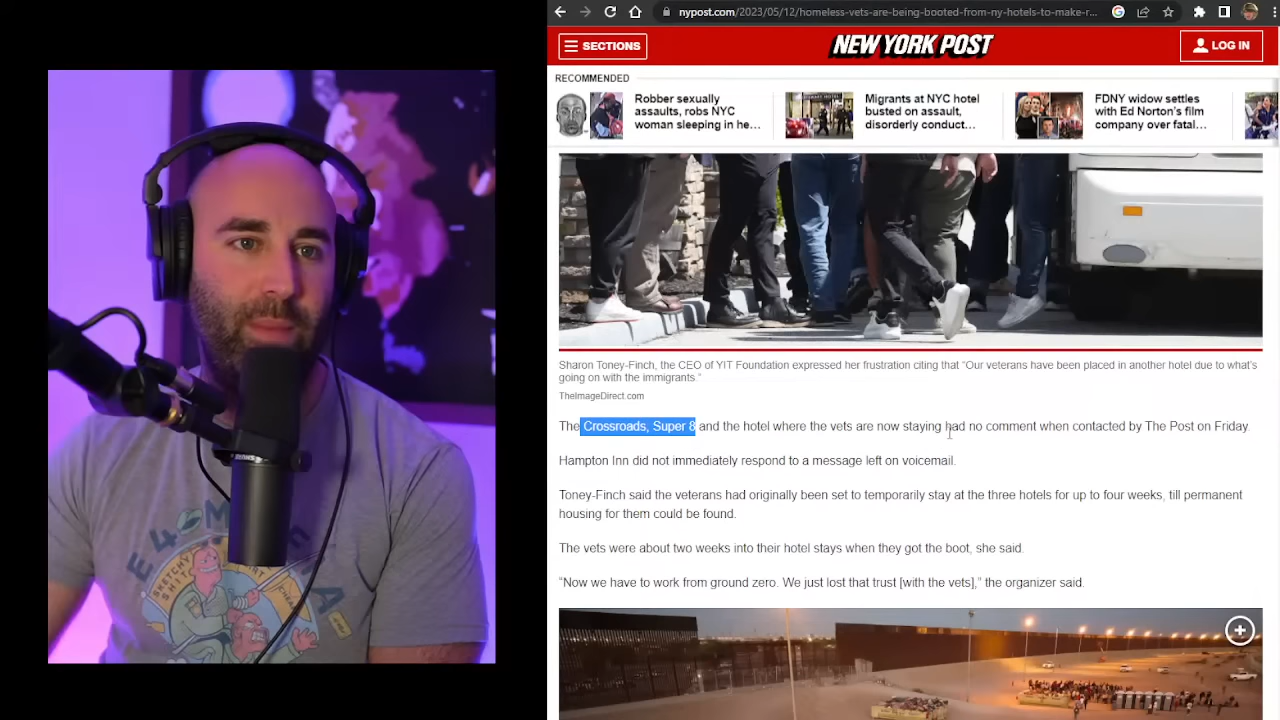 nypost.com/2023/05/12/homeless-vets-are-being-booted-from-ny-hotels-to-make-r...
SECTIONS
NEW YORK POST
LOG IN
RECOMMENDED
Robber sexually
assaults, robs NYC
woman sleeping in he...
Migrants at NYC hotel
busted on assault,
disorderly conduct...
FDNY widow settles
with Ed Norton's film
company over fatal...
Sharon Toney-Finch, the CEO of YIT Foundation expressed her frustration citing that “Our veterans have been placed in another hotel due to what's
going on with the immigrants.”
TheImageDirect.com
The Crossroads, Super 8 and the hotel where the vets are now staying had no comment when contacted by The Post on Friday.
Hampton Inn did not immediately respond to a message left on voicemail.
Toney-Finch said the veterans had originally been set to temporarily stay at the three hotels for up to four weeks, till permanent
housing for them could be found.
The vets were about two weeks into their hotel stays when they got the boot, she said.
“Now we have to work from ground zero. We just lost that trust [with the vets],” the organizer said.
SKETCHY
SHIT